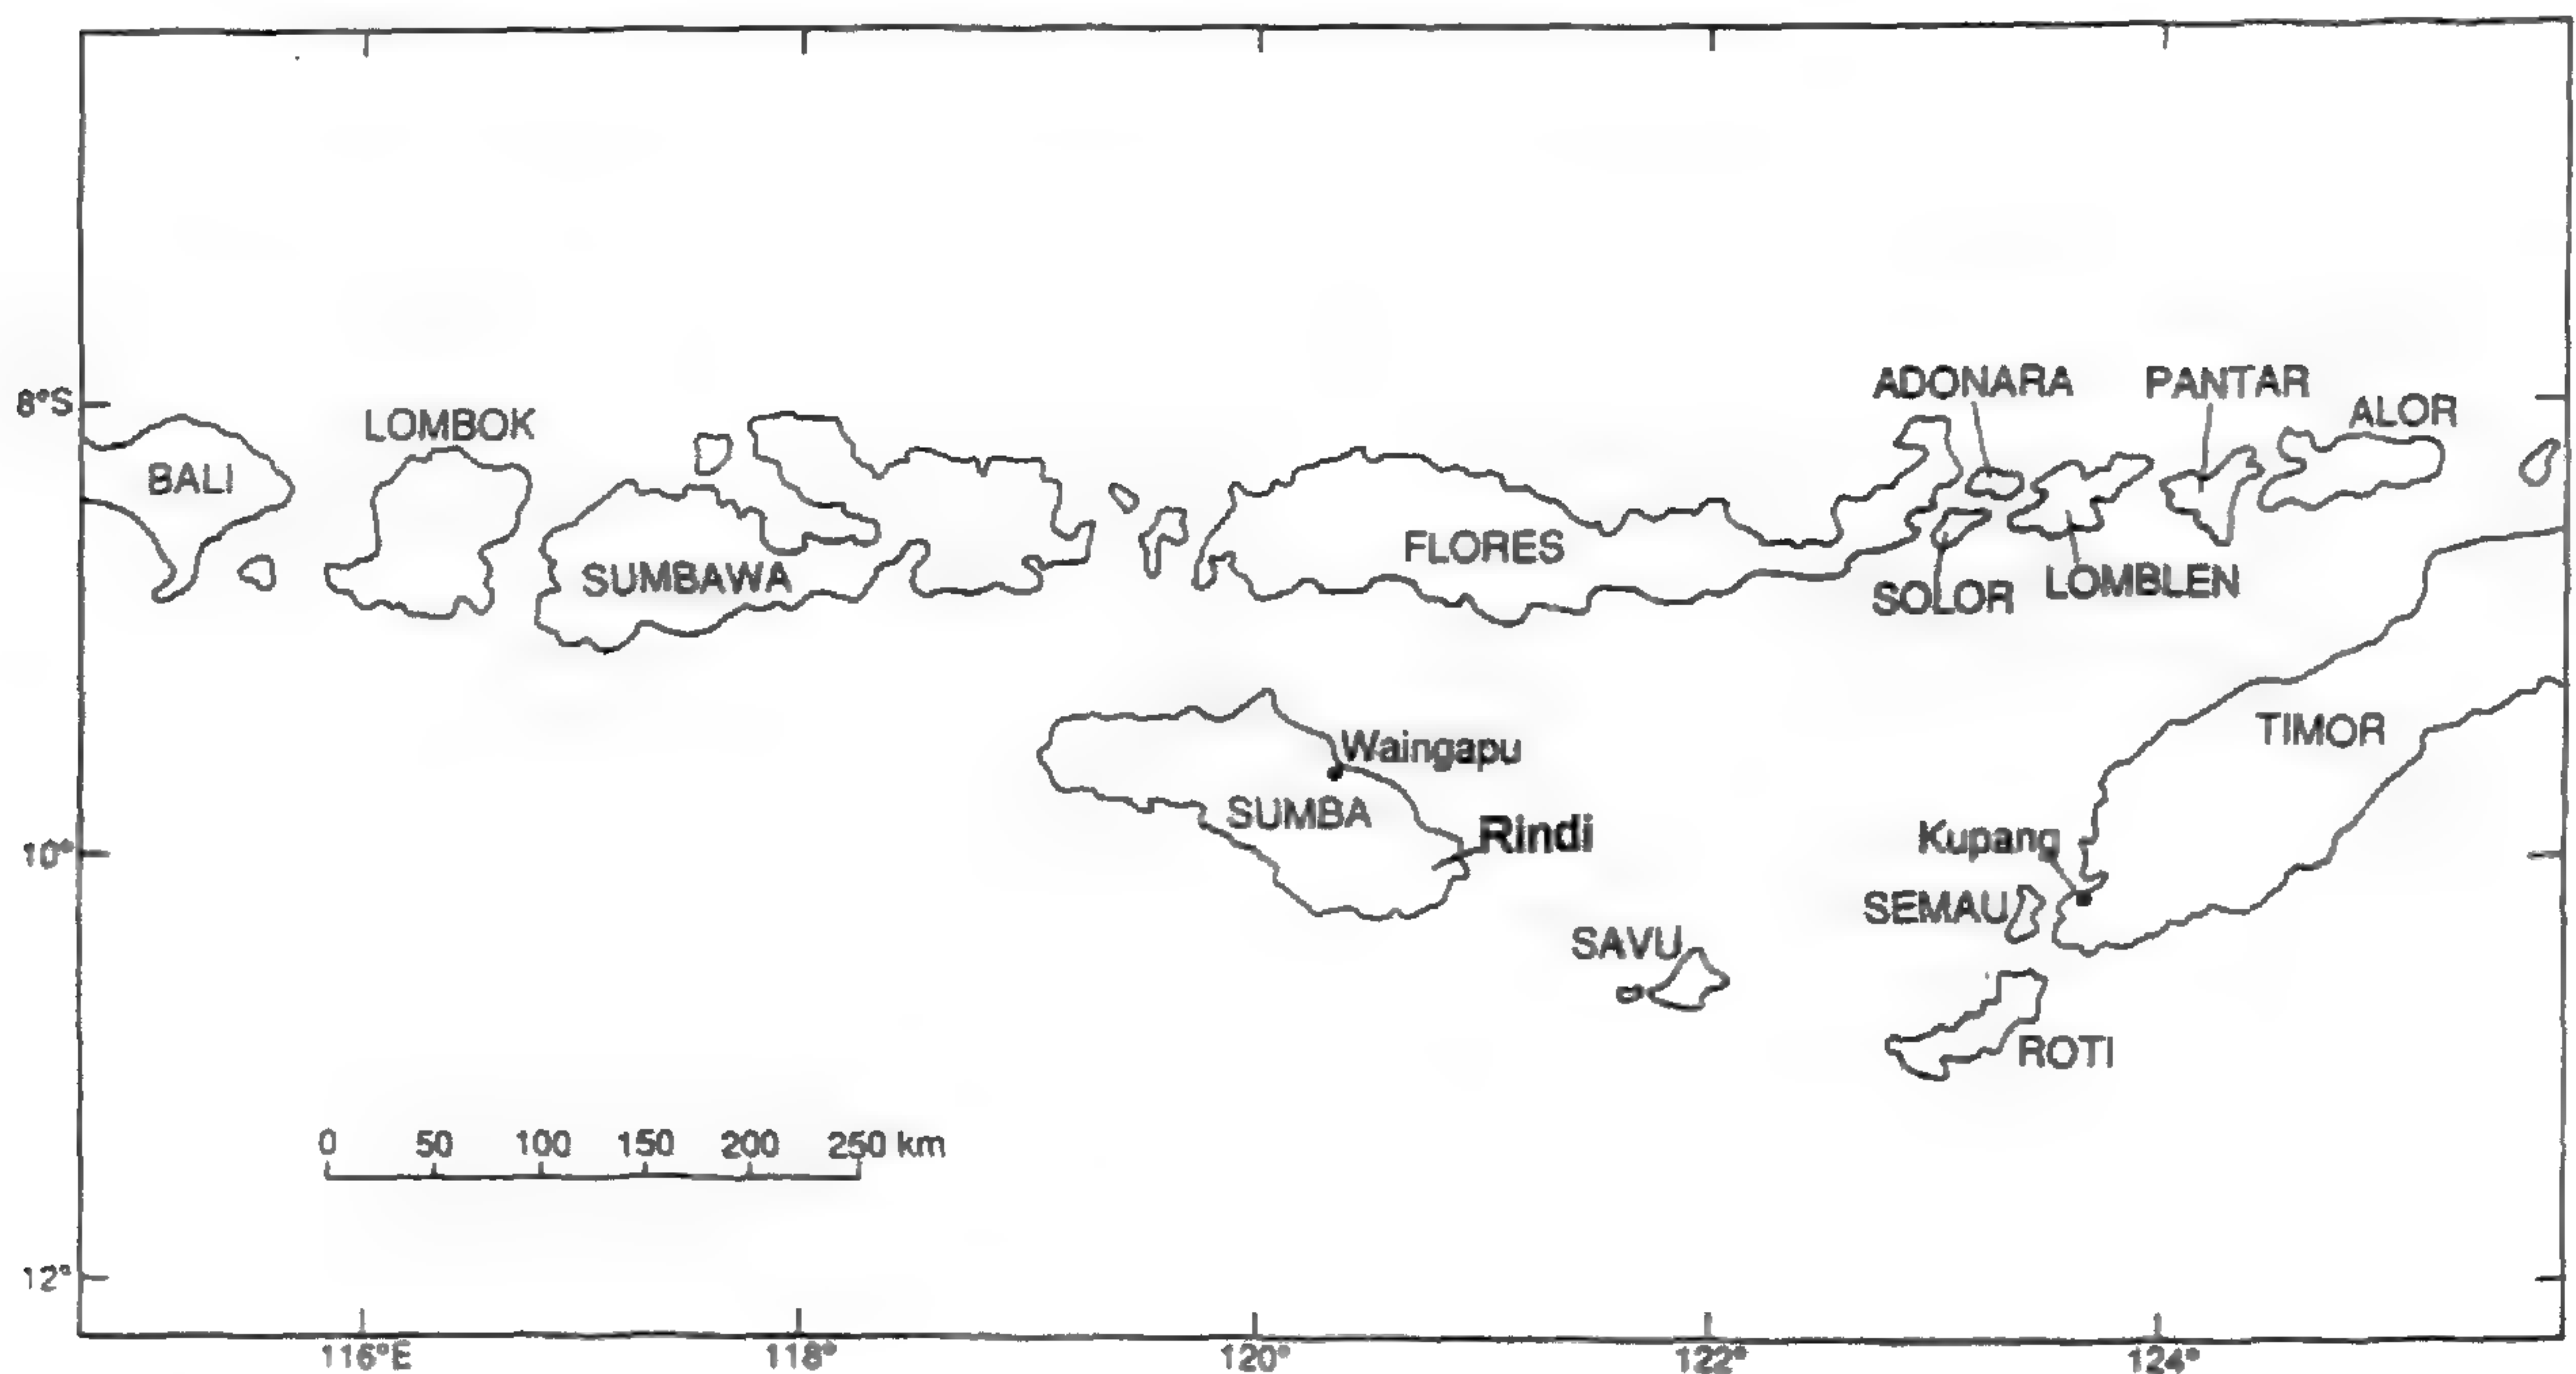 8°S
ADONARA
PANTAR
LOMBOK
ALOR
BALI
FLORES
SUMBAWA
SOLOR
LOMBLEN
TIMOR
Waingapu
SUMBA
Rindi
Kupang
10°
SEMAU
SAVU
ROTI
0 50 100 150 200 250 km
12°
116°E 118° 120° 122° 124°